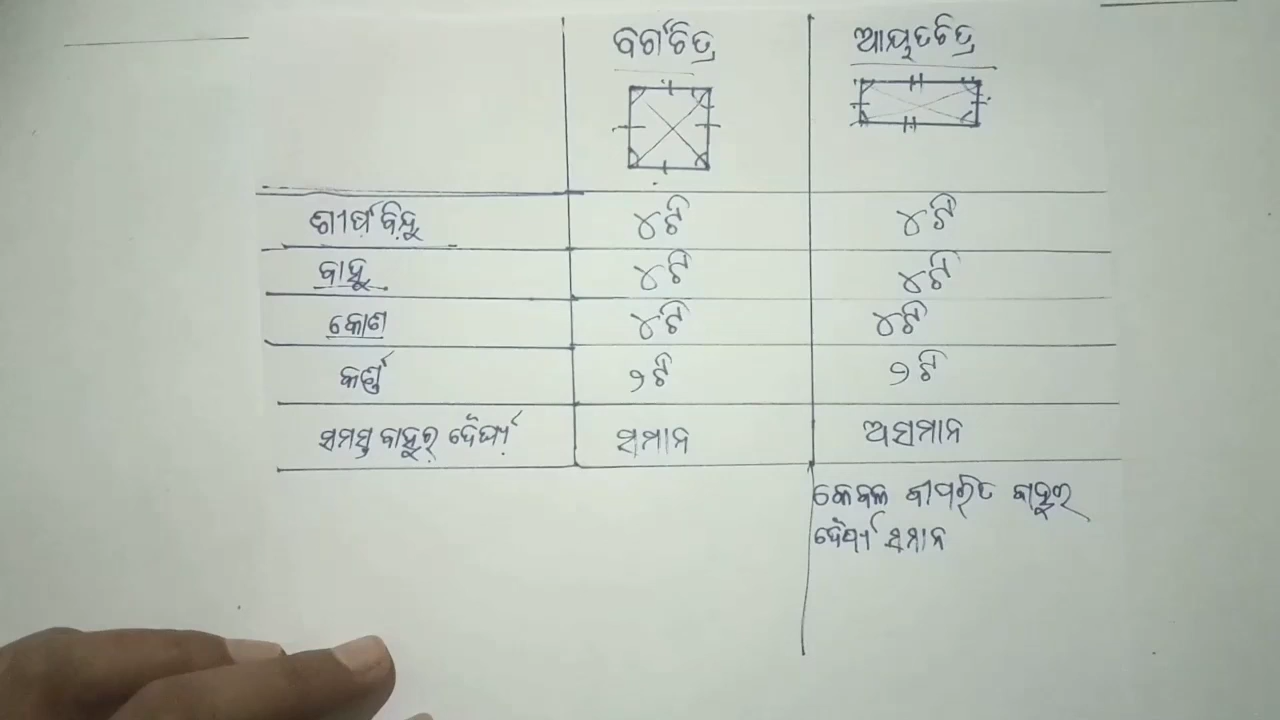 ବର୍ଗଚିତ୍ର ଆୟତଚିତ୍ର
ଶୀର୍ଷବିନ୍ଦୁ ୪ଟି ୪ଟି
ବାହୁ ୪ଟି ୪ଟି
କୋଣ ୪ଟି ୪ଟି
କର୍ଣ୍ଣ ୨ଟି ୨ଟି
ସମସ୍ତ ବାହୁର ଦୈର୍ଘ୍ୟ ସମାନ ଅସମାନ
କେବଳ ବୀପରିତ ବାହୁର
ଦୈର୍ଘ୍ୟ ସମାନ